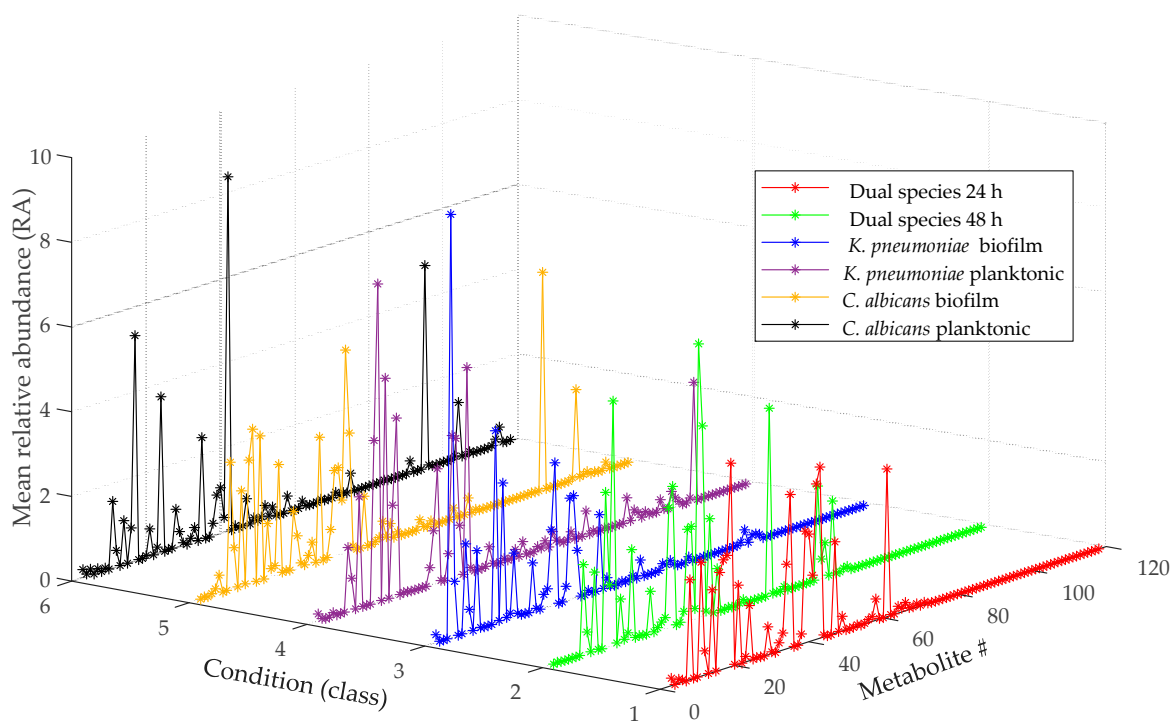 10
8
6
4
2
0
Mean relative abundance (RA)
Dual species 24 h
Dual species 48 h
K. pneumoniae biofilm
K. pneumoniae planktonic
C. albicans biofilm
C. albicans planktonic
6
5
4
3
2
1
Condition (class)
0
20
40
60
80
100
120
Metabolite #